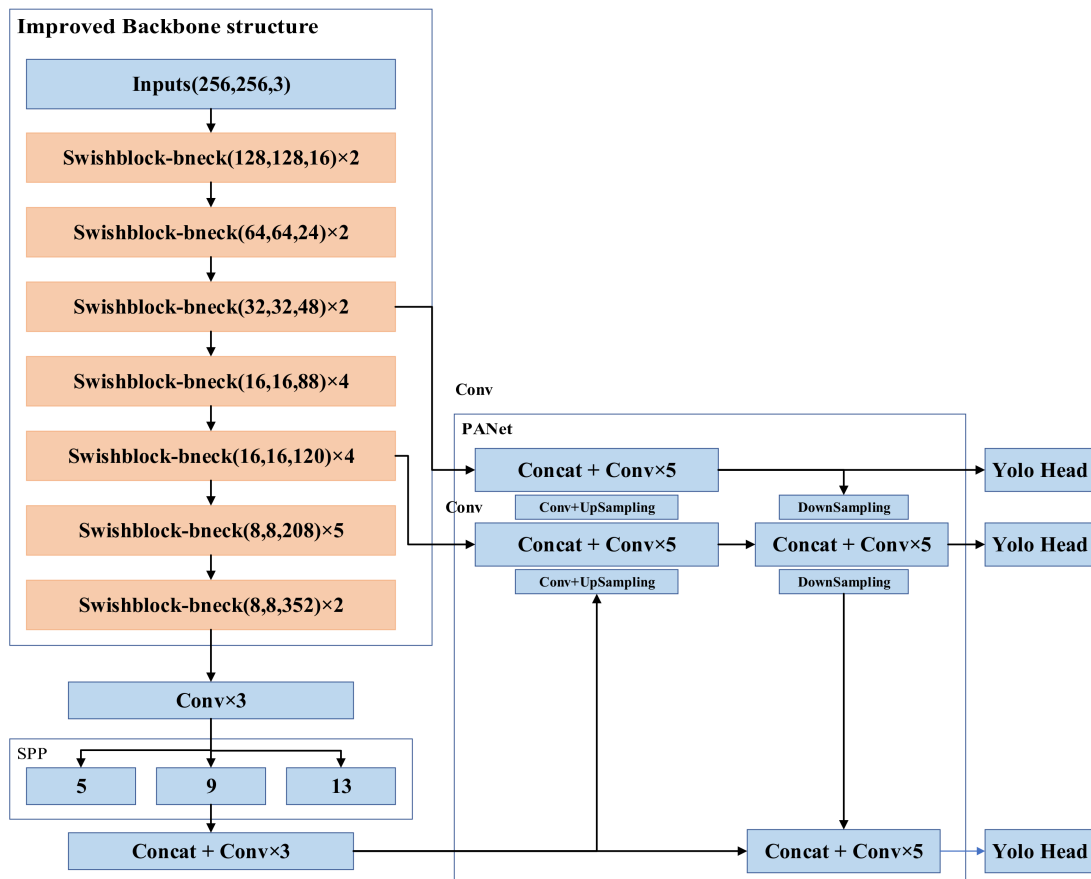 Improved Backbone structure
Inputs(256,256,3)
Swishblock-bneck(128,128,16)×2
Swishblock-bneck(64,64,24)×2
Swishblock-bneck(32,32,48)×2
Swishblock-bneck(16,16,88)×4
Swishblock-bneck(16,16,120)×4
Swishblock-bneck(8,8,208)×5
Swishblock-bneck(8,8,352)×2
Conv×3
SPP
5
9
13
Concat + Conv×3
Conv
PANet
Concat + Conv×5
Yolo Head
Conv
Conv+UpSampling
DownSampling
Concat + Conv×5
Concat + Conv×5
Yolo Head
Conv+UpSampling
DownSampling
Concat + Conv×5
Yolo Head